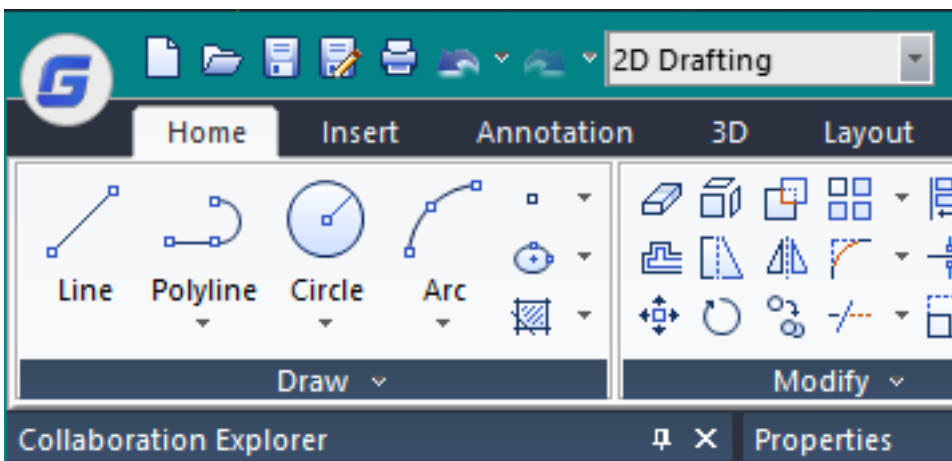 2D Drafting
Home Insert Annotation 3D Layout
Line Polyline Circle Arc
Draw Modify
Collaboration Explorer Properties